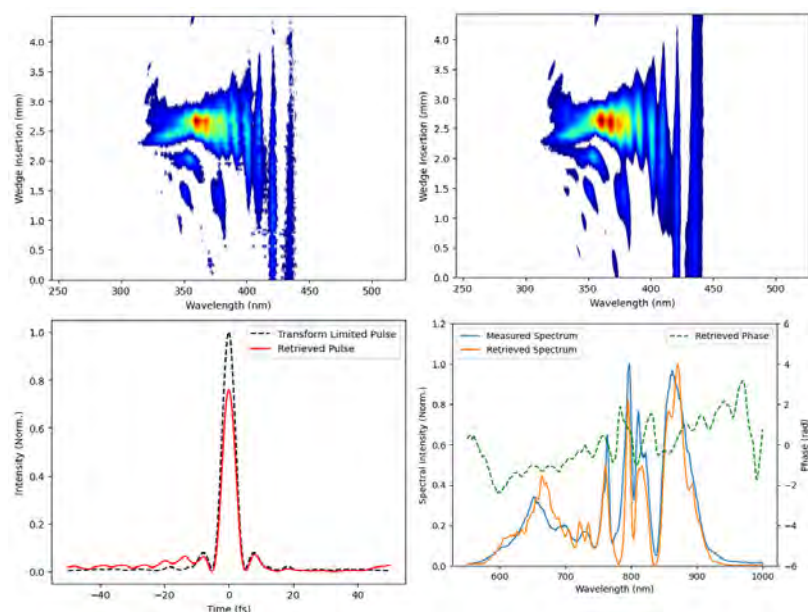 Wedge Insertion (mm)
4.0
3.5
3.0
2.5
2.0
1.5
1.0
0.5
0.0
250 300 350 400 450 500
Wavelength (nm)
Wedge Insertion (mm)
4.0
3.5
3.0
2.5
2.0
1.5
1.0
0.5
0.0
250 300 350 400 450 500
Wavelength (nm)
Intensity (Norm.)
1.0
0.8
0.6
0.4
0.2
0.0
Transform Limited Pulse
Retrieved Pulse
−40 −20 0 20 40
Time (fs)
Spectral Intensity (Norm.)
1.2
1.0
0.8
0.6
0.4
0.2
0.0
Measured Spectrum
Retrieved Spectrum
Retrieved Phase
6
4
2
0
−2
−4
−6
Phase (rad)
600 700 800 900 1000
Wavelength (nm)